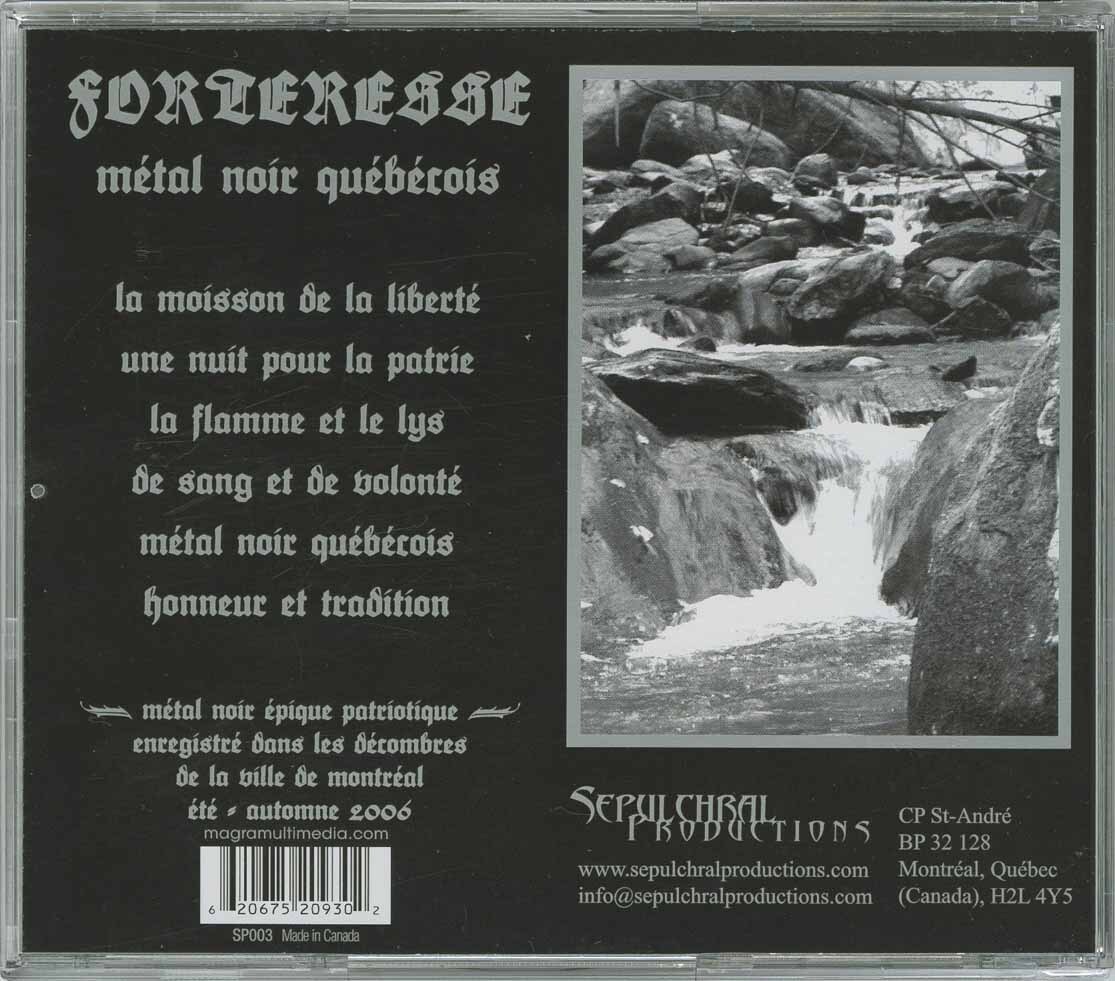 FORTERESSE
métal noir québécois
la moisson de la liberté
une nuit pour la patrie
la flamme et le lys
de sang et de volonté
métal noir québécois
honneur et tradition
métal noir épique patriotique
enregistré dans les décombres
de la ville de montréal
été - automne 2006
magramultimedia.com
6 20675 20930 2
SP003 Made in Canada
SEPULCHRAL
PRODUCTIONS
www.sepulchralproductions.com
info@sepulchralproductions.com
CP St-André
BP 32 128
Montréal, Québec
(Canada), H2L 4Y5